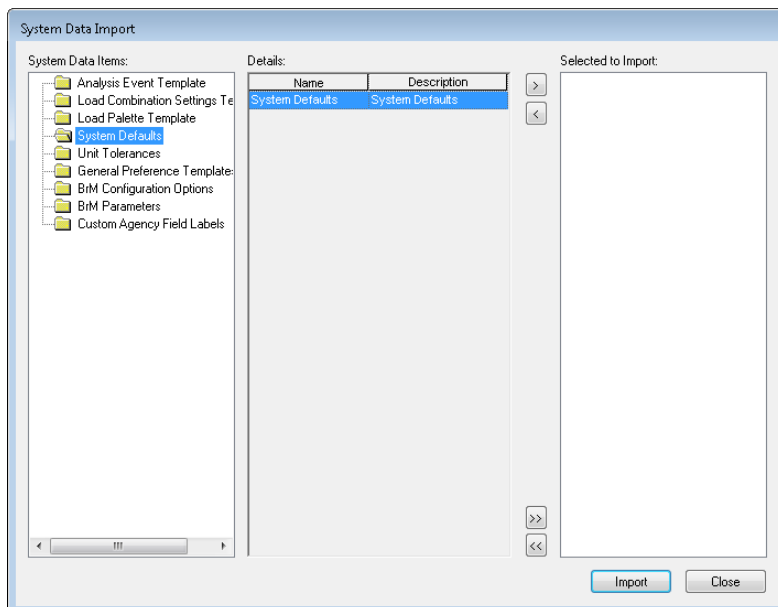 System Data Import
System Data Items:
Details:
Selected to Import:
Analysis Event Template
Load Combination Settings Te
Load Palette Template
System Defaults
Unit Tolerances
General Preference Template
BrM Configuration Options
BrM Parameters
Custom Agency Field Labels
Name Description
System Defaults System Defaults
>
<
>>
<<
Import
Close